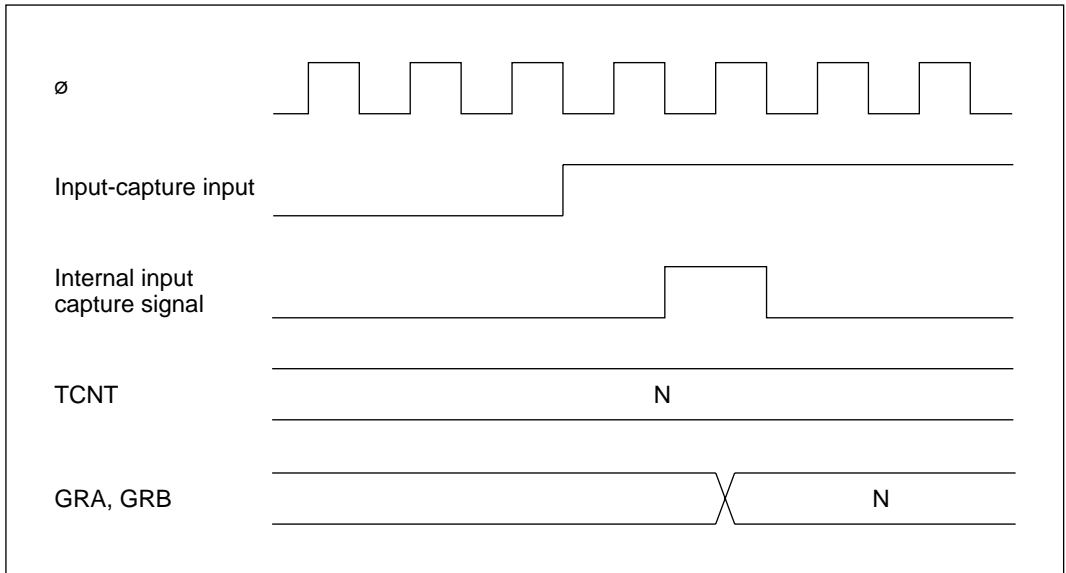 ø
Input-capture input
Internal input
capture signal
TCNT
N
GRA, GRB
N